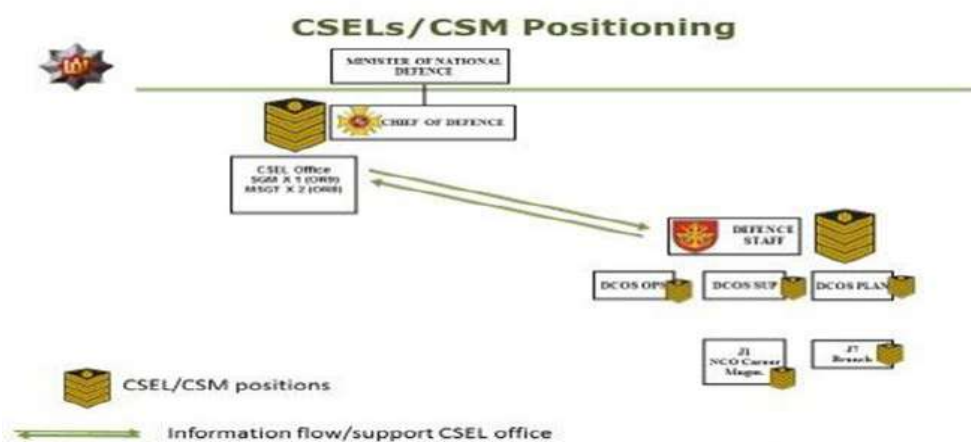 CSELs/CSM Positioning
MINISTER OF NATIONAL
DEFENCE
CHIEF OF DEFENCE
CSEL Office
SGM X 1 (OR9)
MSGT X 2 (OR8)
DEFENCE
STAFF
DCOS OPS
DCOS SUP
DCOS PLAN
J1
NCO Career
Magm.
J7
Branch
CSEL/CSM positions
Information flow/support CSEL office